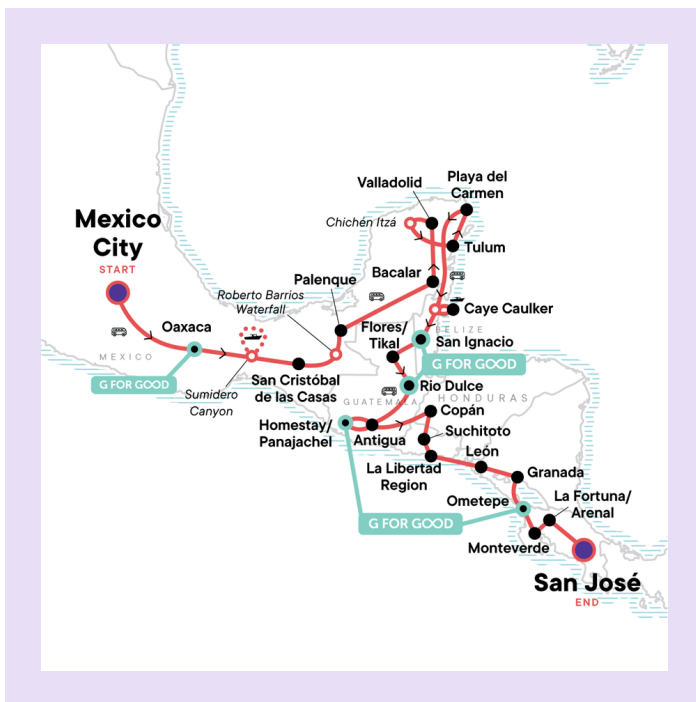 Mexico
City
START
Oaxaca
MEXICO
G FOR GOOD
Sumidero
Canyon
San Cristóbal
de las Casas
Roberto Barrios
Waterfall
Palenque
Bacalar
Valladolid
Chichén Itzá
Playa del
Carmen
Tulum
Caye Caulker
BELIZE
San Ignacio
G FOR GOOD
Flores/
Tikal
Río Dulce
GUATEMALA
HONDURAS
Homestay/
Panajachel
Antigua
Copán
Suchitoto
La Libertad
Region
León
Granada
Ometepe
G FOR GOOD
La Fortuna/
Arenal
Monteverde
San José
END